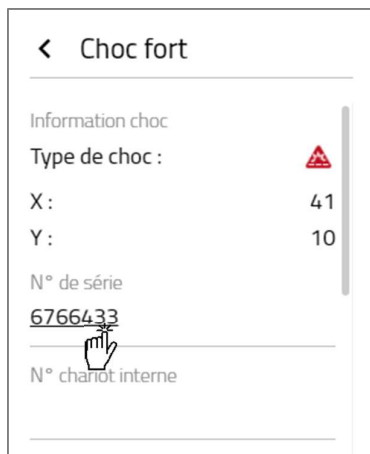 Choc fort
Information choc
Type de choc :
X : 41
Y : 10
N° de série
6766433
N° chariot interne